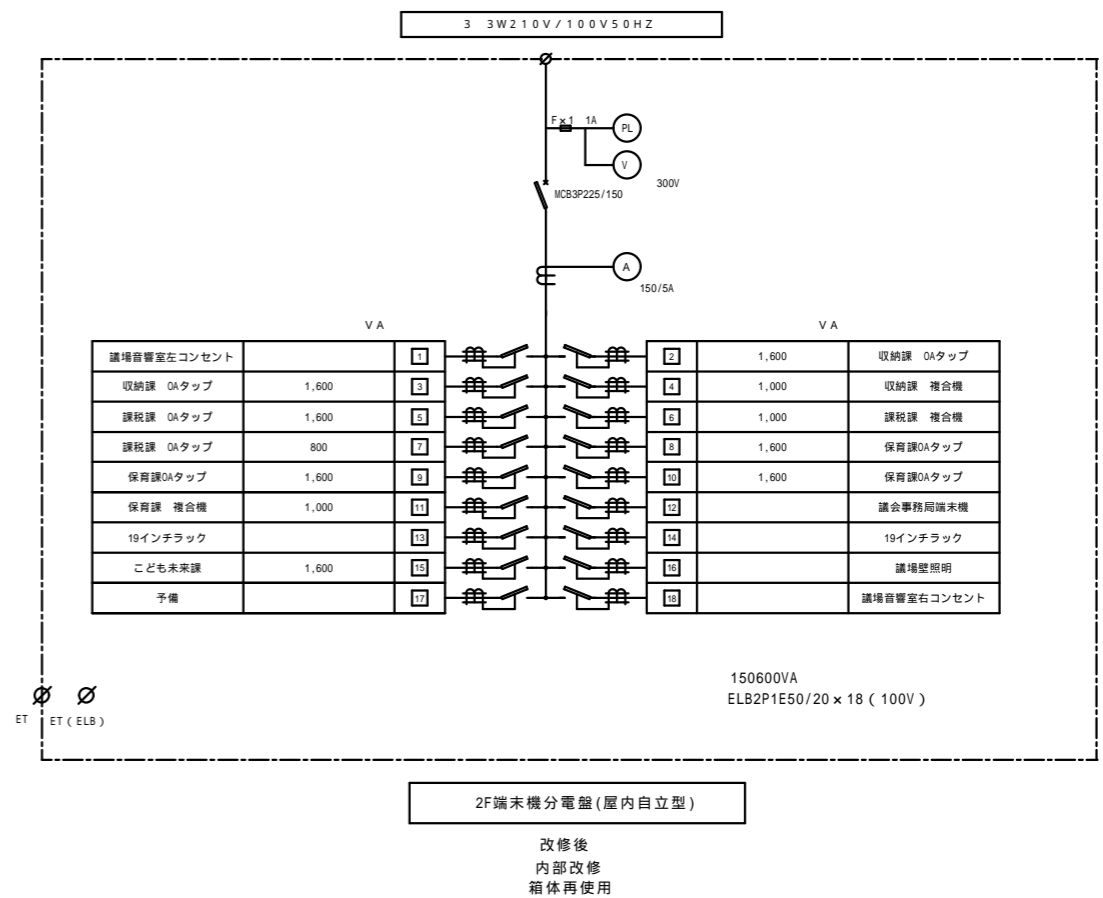 3 3W210V/100V50HZ
F×1 1A
PL
V
300V
MCB3P225/150
A
150/5A
VA VA
議場音響室左コンセント 1 2 1,600 収納課 OAタップ
収納課 OAタップ 1,600 3 4 1,000 収納課 複合機
課税課 OAタップ 1,600 5 6 1,000 課税課 複合機
課税課 OAタップ 800 7 8 1,600 保育課OAタップ
保育課OAタップ 1,600 9 10 1,600 保育課OAタップ
保育課 複合機 1,000 11 12 議会事務局端末機
19インチラック 13 14 19インチラック
こども未来課 1,600 15 16 議場壁照明
予備 17 18 議場音響室右コンセント
150600VA
ELB2P1E50/20×18(100V)
ET ET(ELB)
2F端末機分電盤(屋内自立型)
改修後
内部改修
箱体再使用